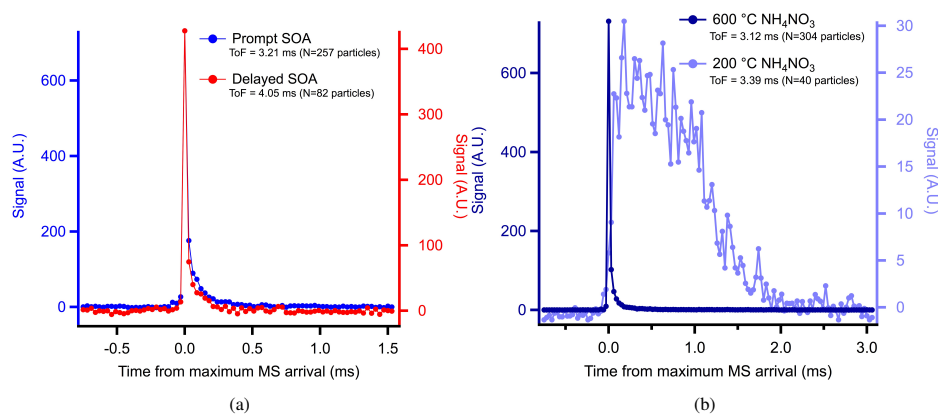 Prompt SOA
ToF = 3.21 ms (N=257 particles)
Delayed SOA
ToF = 4.05 ms (N=82 particles)
600
400
200
0
400
300
200
100
0
Signal (A.U.)
Signal (A.U.)
-0.5
0.0
0.5
1.0
1.5
Time from maximum MS arrival (ms)
(a)
600 °C NH4NO3
ToF = 3.12 ms (N=304 particles)
200 °C NH4NO3
ToF = 3.39 ms (N=40 particles)
600
400
200
0
30
25
20
15
10
5
0
Signal (A.U.)
Signal (A.U.)
0.0
1.0
2.0
3.0
Time from maximum MS arrival (ms)
(b)